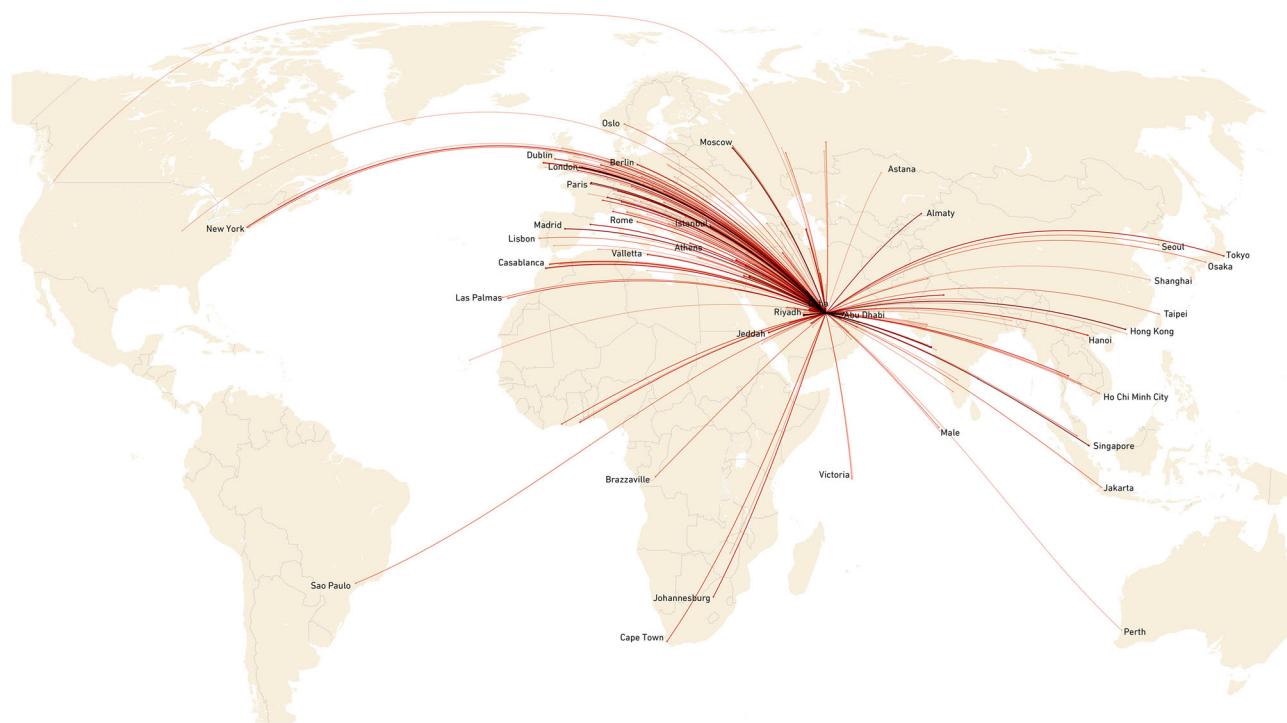 Oslo
Moscow
Dublin
Berlin
London
Astana
Paris
Almaty
Rome
Istanbul
Madrid
New York
Lisbon
Athens
Seoul
Valletta
Tokyo
Casablanca
Osaka
Shanghai
Las Palmas
Riyadh
Abu Dhabi
Taipei
Jeddah
Hong Kong
Hanoi
Ho Chi Minh City
Male
Singapore
Victoria
Brazzaville
Jakarta
Sao Paulo
Johannesburg
Perth
Cape Town